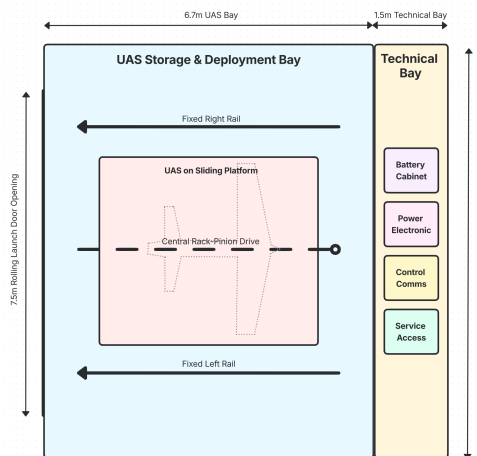 6.7m UAS Bay
1.5m Technical Bay
UAS Storage & Deployment Bay
Technical
Bay
Fixed Right Rail
UAS on Sliding Platform
Battery
Cabinet
Power
Electronic
Central Rack-Pinion Drive
7.5m Rolling Launch Door Opening
Control
Comms
Service
Access
Fixed Left Rail